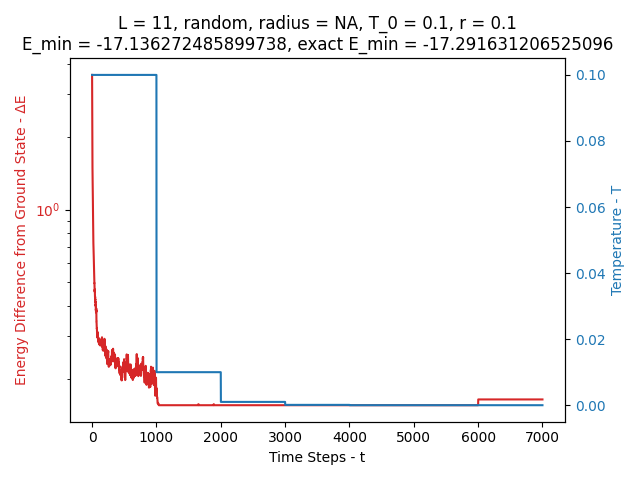 L = 11, random, radius = NA, T_0 = 0.1, r = 0.1
E_min = -17.136272485899738, exact E_min = -17.291631206525096
Energy Difference from Ground State - ΔE
10⁰
0.10
0.08
0.06
0.04
0.02
0.00
Temperature - T
0 1000 2000 3000 4000 5000 6000 7000
Time Steps - t